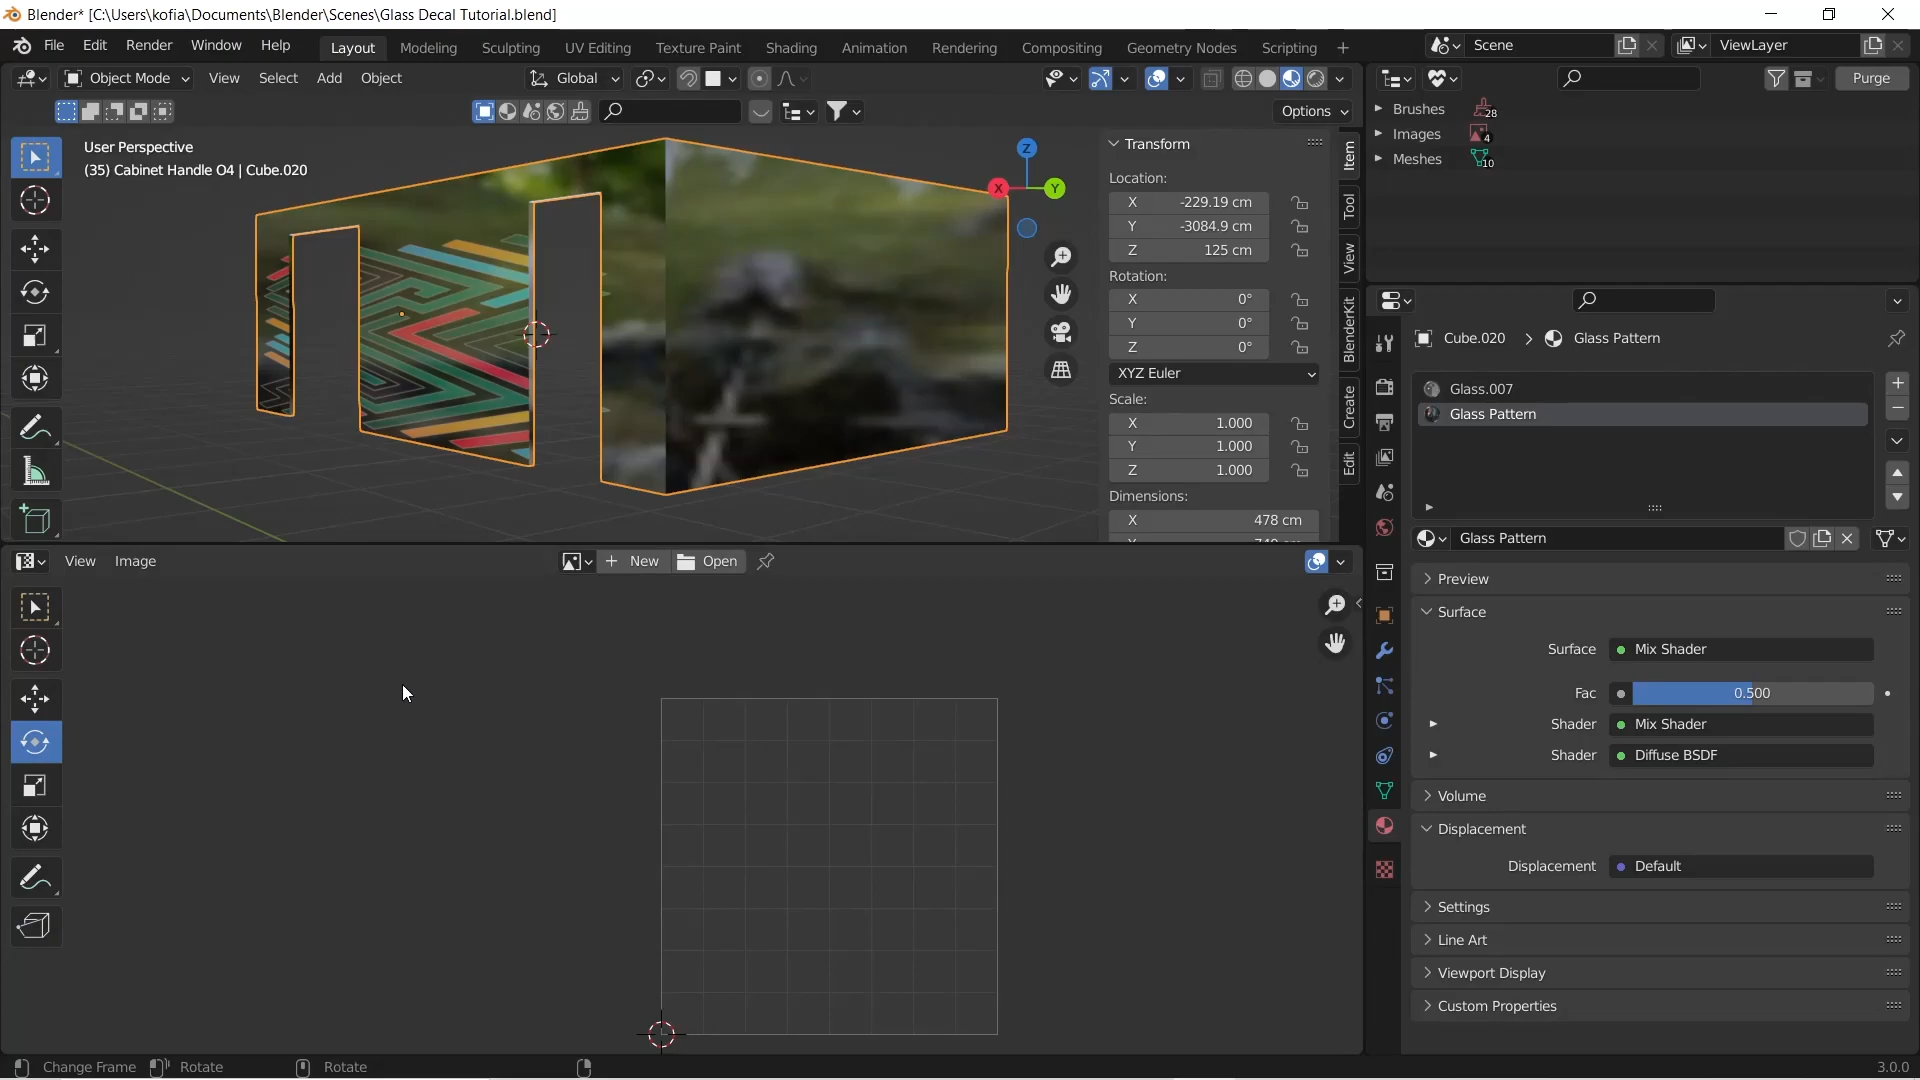 Blender* [C:\Users\kofia\Documents\Blender\Scenes\Glass Decal Tutorial.blend]
File Edit Render Window Help Layout Modeling Sculpting UV Editing Texture Paint Shading Animation Rendering Compositing Geometry Nodes Scripting + Scene ViewLayer
Object Mode View Select Add Object Global Purge
Options
Brushes 28
Images 4
Meshes 10
User Perspective
(35) Cabinet Handle O4 | Cube.020
Z
X
Y
Transform
Location:
X -229.19 cm
Y -3084.9 cm
Z 125 cm
Rotation:
X 0°
Y 0°
Z 0°
XYZ Euler
Scale:
X 1.000
Y 1.000
Z 1.000
Dimensions:
X 478 cm
Item
Tool
View
BlenderKit
Create
Edit
Cube.020 Glass Pattern
Glass.007
Glass Pattern
Glass Pattern
Preview
Surface
Surface Mix Shader
Fac 0.500
Shader Mix Shader
Shader Diffuse BSDF
Volume
Displacement
Displacement Default
Settings
Line Art
Viewport Display
Custom Properties
View Image New Open
Change Frame Rotate Rotate 3.0.0